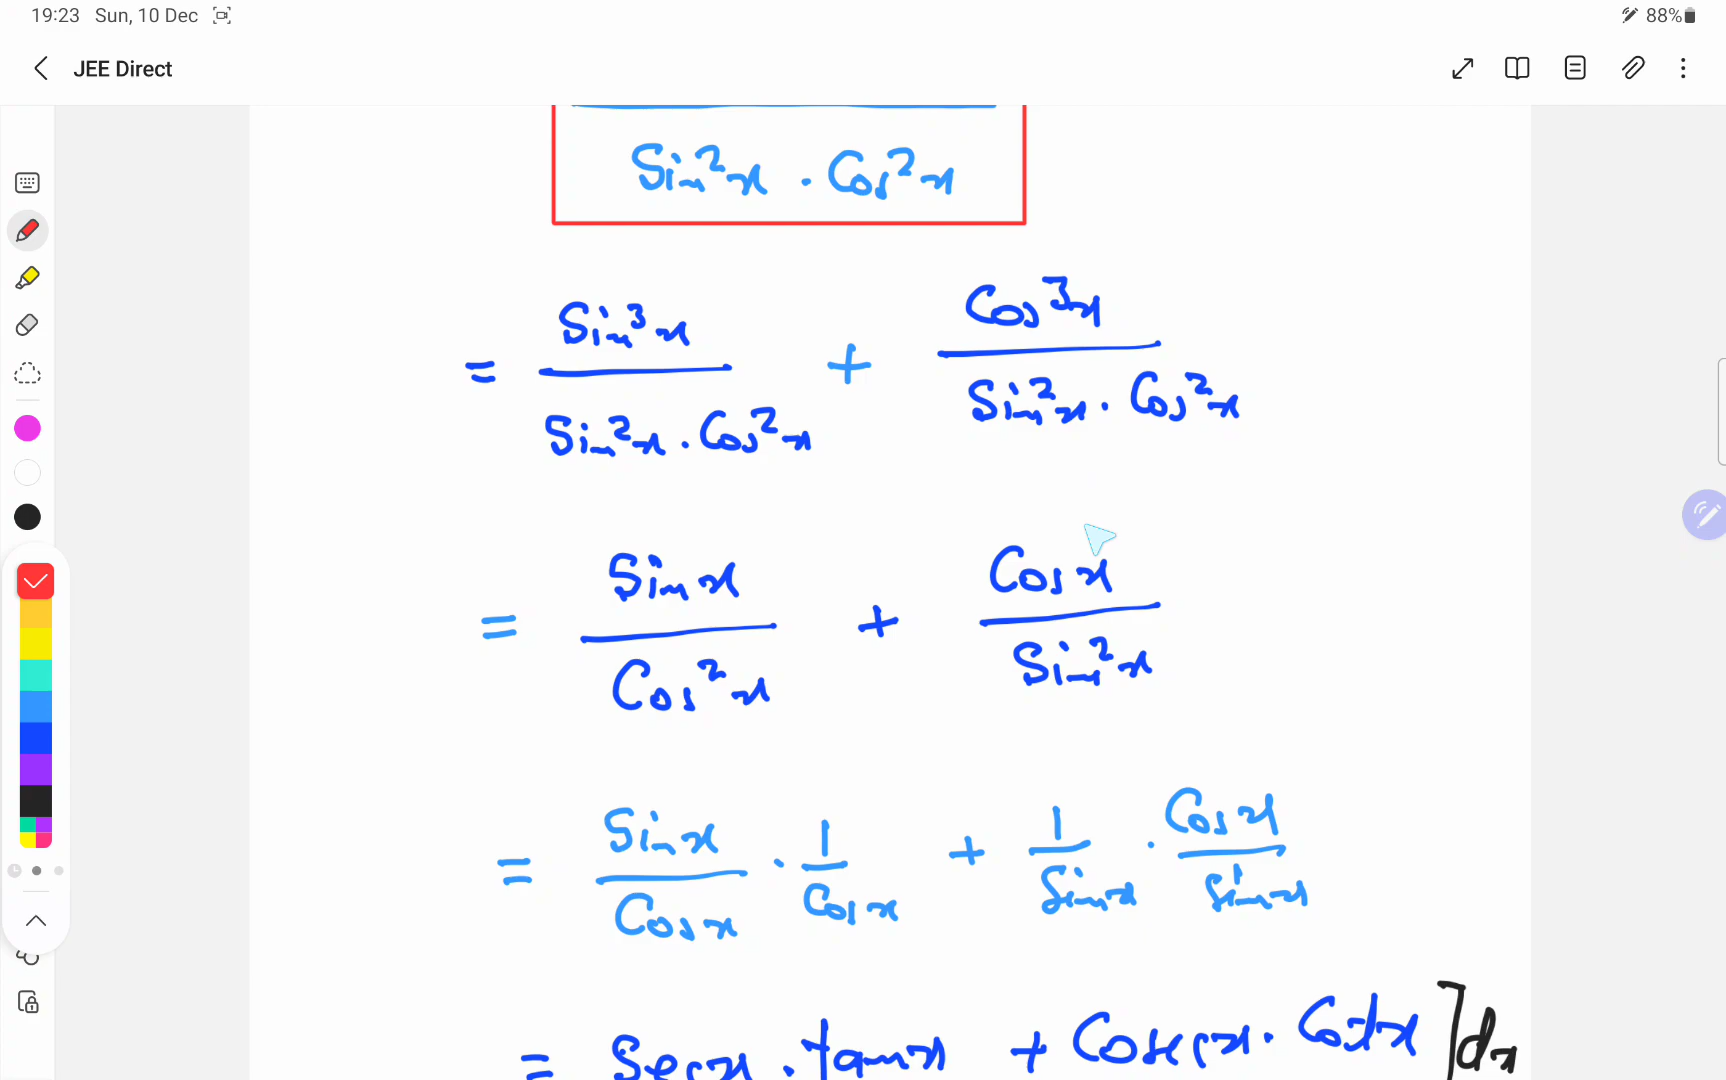 19:23 Sun, 10 Dec 88%
JEE Direct
Sin²x . Cos²x
= Sin³x / Sin²x . Cos²x + Cos³x / Sin²x . Cos²x
= Sinx / Cos²x + Cosx / Sin²x
= Sinx / Cosx . 1 / Cosx + 1 / Sinx . Cosx / Sinx
= Secx . tanx + Cosecx . Cotx ] dx